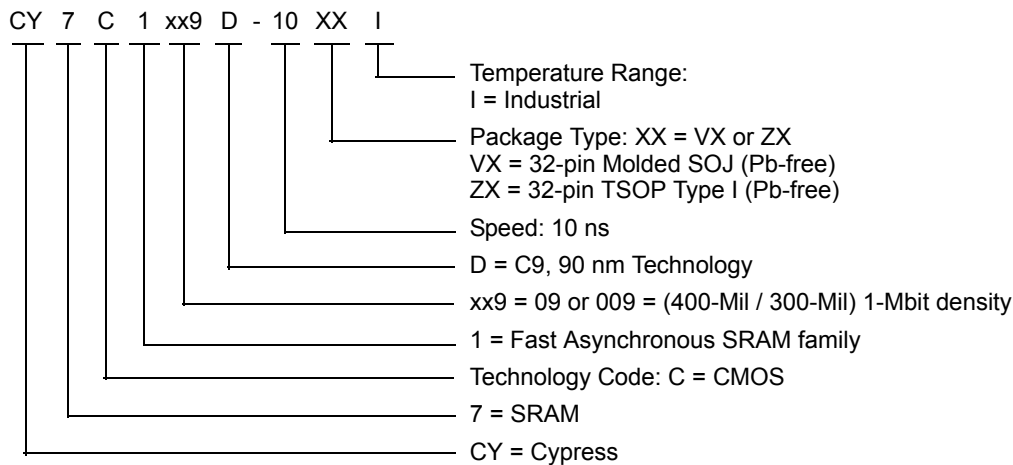 CY 7 C 1 xx9 D - 10 XX I
Temperature Range:
I = Industrial
Package Type: XX = VX or ZX
VX = 32-pin Molded SOJ (Pb-free)
ZX = 32-pin TSOP Type I (Pb-free)
Speed: 10 ns
D = C9, 90 nm Technology
xx9 = 09 or 009 = (400-Mil / 300-Mil) 1-Mbit density
1 = Fast Asynchronous SRAM family
Technology Code: C = CMOS
7 = SRAM
CY = Cypress